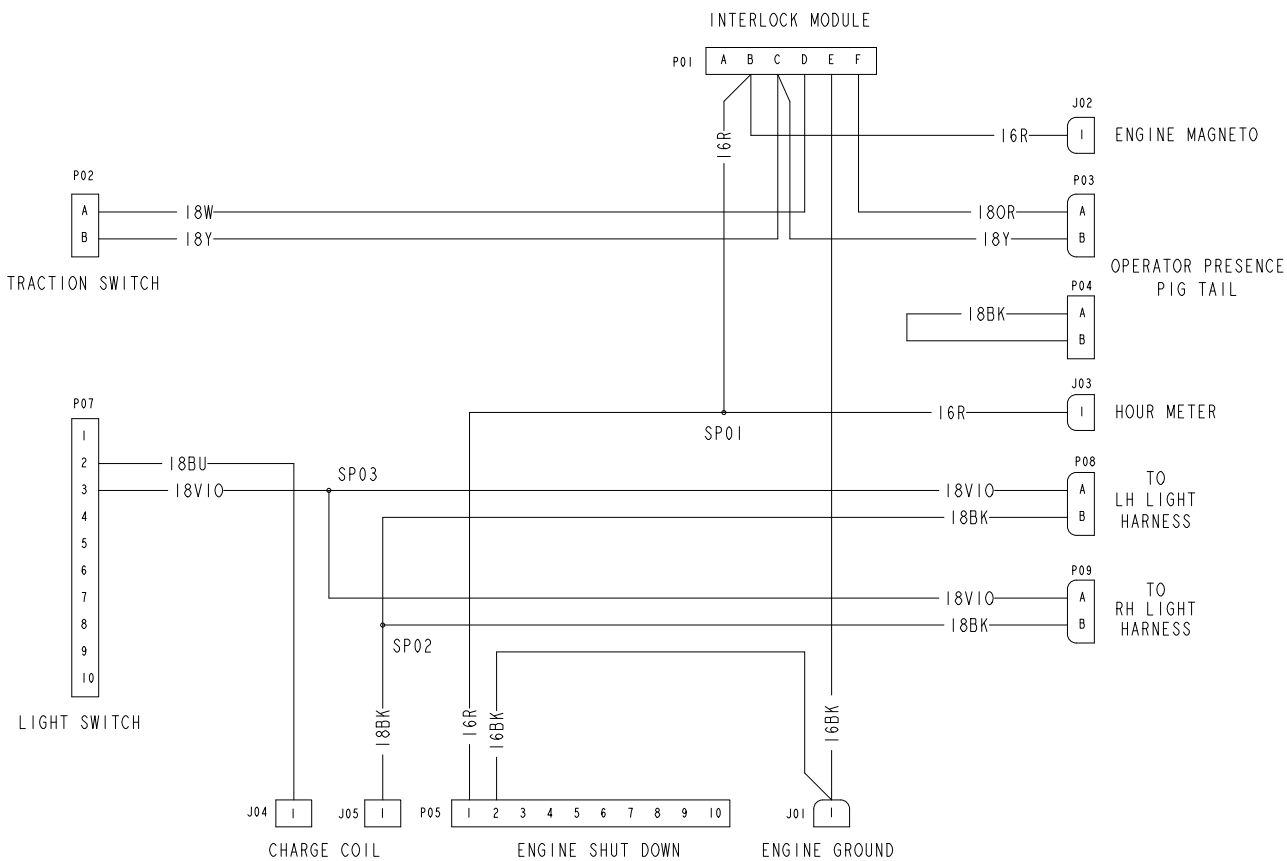 INTERLOCK MODULE
P01 A B C D E F
J02
16R
16R 1 ENGINE MAGNETO
P02
P03
A 18W 18OR A
B 18Y 18Y B
TRACTION SWITCH
OPERATOR PRESENCE
PIG TAIL
P04
18BK A
B
J03
P07
16R 1 HOUR METER
SP01
1
2 18BU
SP03
P08
3 18VIO 18VIO A
4 18BK B
TO
LH LIGHT
HARNESS
5
6
P09
7 18VIO A
8 18BK B
TO
RH LIGHT
HARNESS
SP02
9
10
LIGHT SWITCH
18BK
16R
16BK
16BK
J04 1
J05 1
P05 1 2 3 4 5 6 7 8 9 10
J01 1
CHARGE COIL
ENGINE SHUT DOWN
ENGINE GROUND